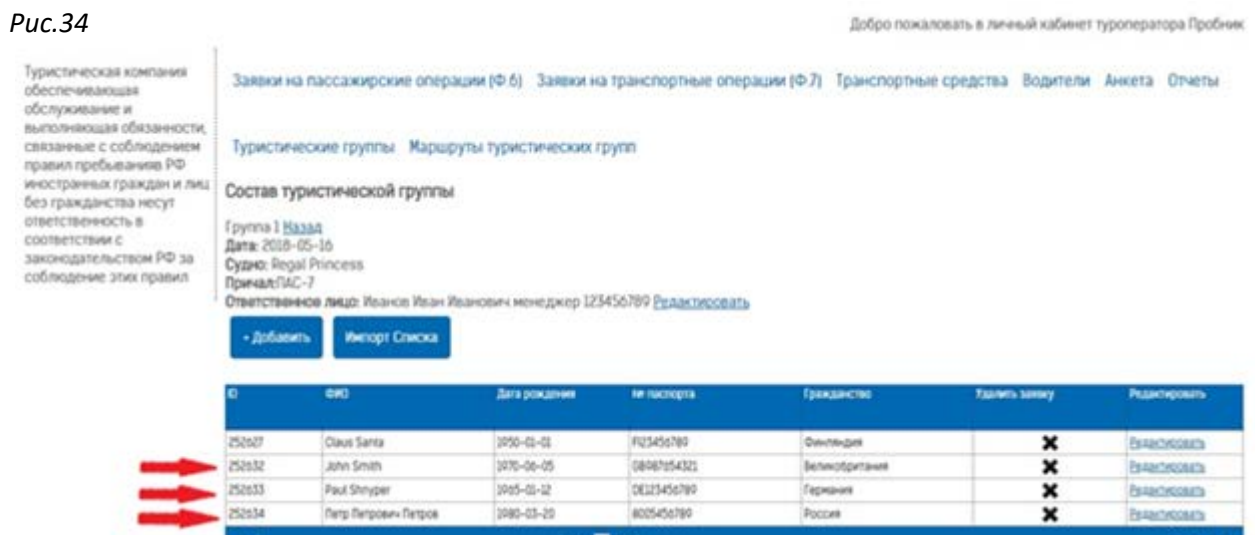 Рис.34
Добро пожаловать в личный кабинет туроператора Пробник
Туристическая компания
обеспечивающая
обслуживание и
выполняющая обязанности,
связанные с соблюдением
правил пребыванияв РФ
иностранных граждан и лиц
без гражданства несут
ответственность в
соответствии с
законодательством РФ за
соблюдение этих правил
Заявки на пассажирские операции (Ф.6) Заявки на транспортные операции (Ф.7) Транспортные средства Водители Анкета Отчеты
Туристические группы Маршруты туристических групп
Состав туристической группы
Группа 1 Назад
Дата: 2018-05-16
Судно: Regal Princess
Причал:ПАС-7
Ответственное лицо: Иванов Иван Иванович менеджер 123456789 Редактировать
+ Добавить Импорт Списка
ID ФИО Дата рождения № паспорта Гражданство Удалить заявку Редактировать
252627 Claus Santa 1950-01-01 FI23456789 Финляндия Редактировать
252632 John Smith 1970-06-05 GB987654321 Великобритания Редактировать
252633 Paul Shnyper 1965-01-12 DE123456789 Германия Редактировать
252634 Петр Петрович Петров 1980-03-20 8005456789 Россия Редактировать